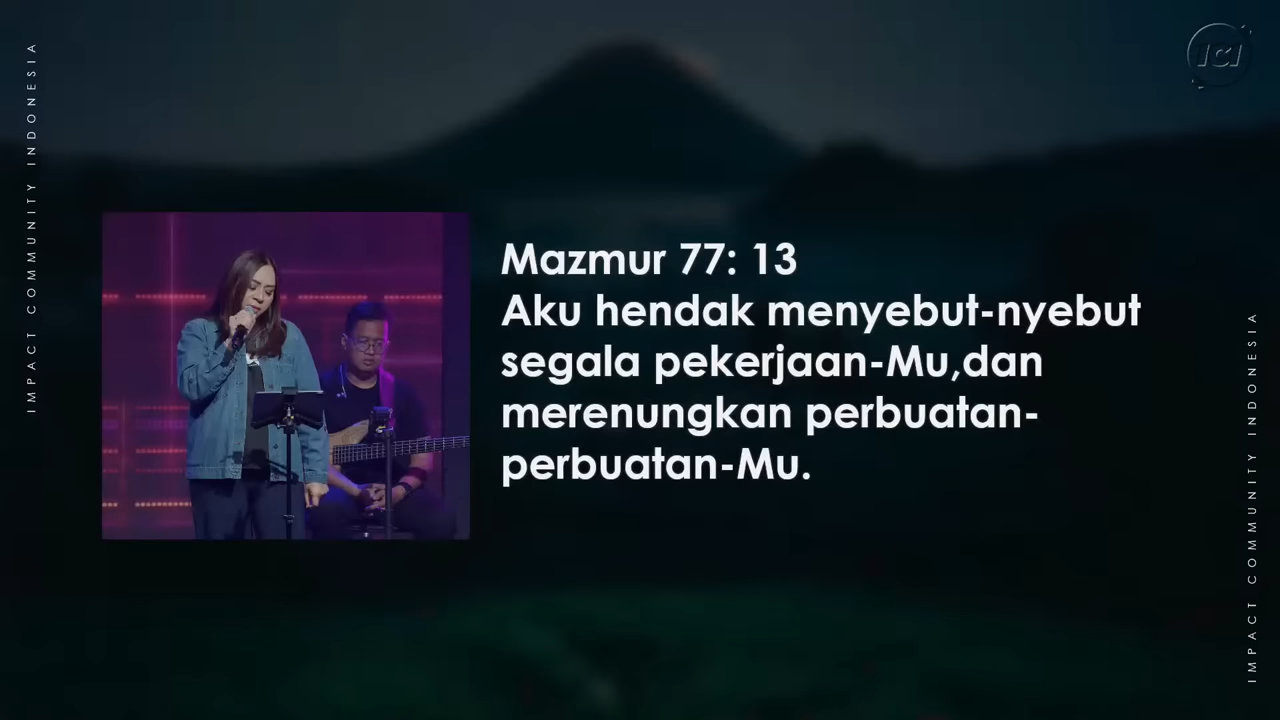 IMPACT COMMUNITY INDONESIA
ICI
Mazmur 77: 13
Aku hendak menyebut-nyebut
segala pekerjaan-Mu,dan
merenungkan perbuatan-
perbuatan-Mu.
IMPACT COMMUNITY INDONESIA